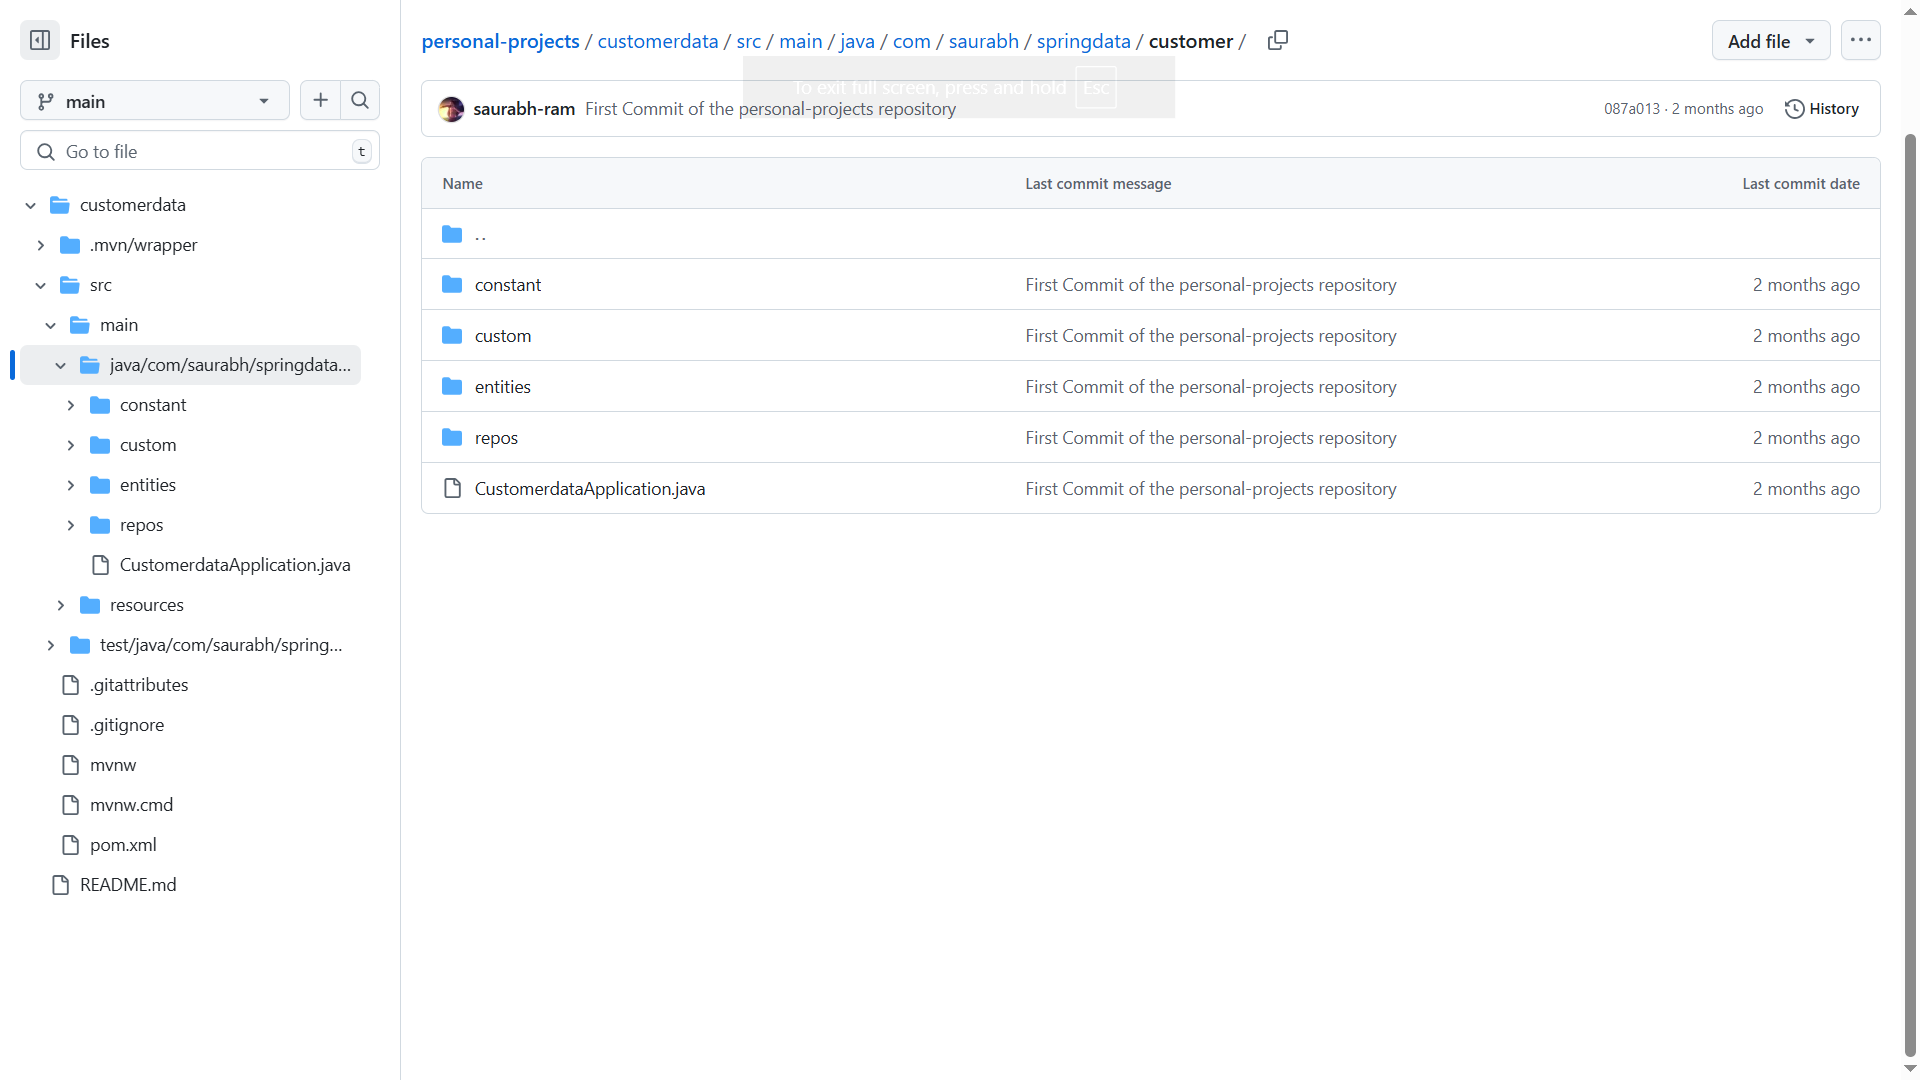 Files
main
Go to file
t
customerdata
.mvn/wrapper
src
main
java/com/saurabh/springdata...
constant
custom
entities
repos
CustomerdataApplication.java
resources
test/java/com/saurabh/spring...
.gitattributes
.gitignore
mvnw
mvnw.cmd
pom.xml
README.md
personal-projects / customerdata / src / main / java / com / saurabh / springdata / customer /
Add file
To exit full screen, press and hold Esc
saurabh-ram First Commit of the personal-projects repository
087a013 · 2 months ago
History
Name Last commit message Last commit date
..
constant First Commit of the personal-projects repository 2 months ago
custom First Commit of the personal-projects repository 2 months ago
entities First Commit of the personal-projects repository 2 months ago
repos First Commit of the personal-projects repository 2 months ago
CustomerdataApplication.java First Commit of the personal-projects repository 2 months ago